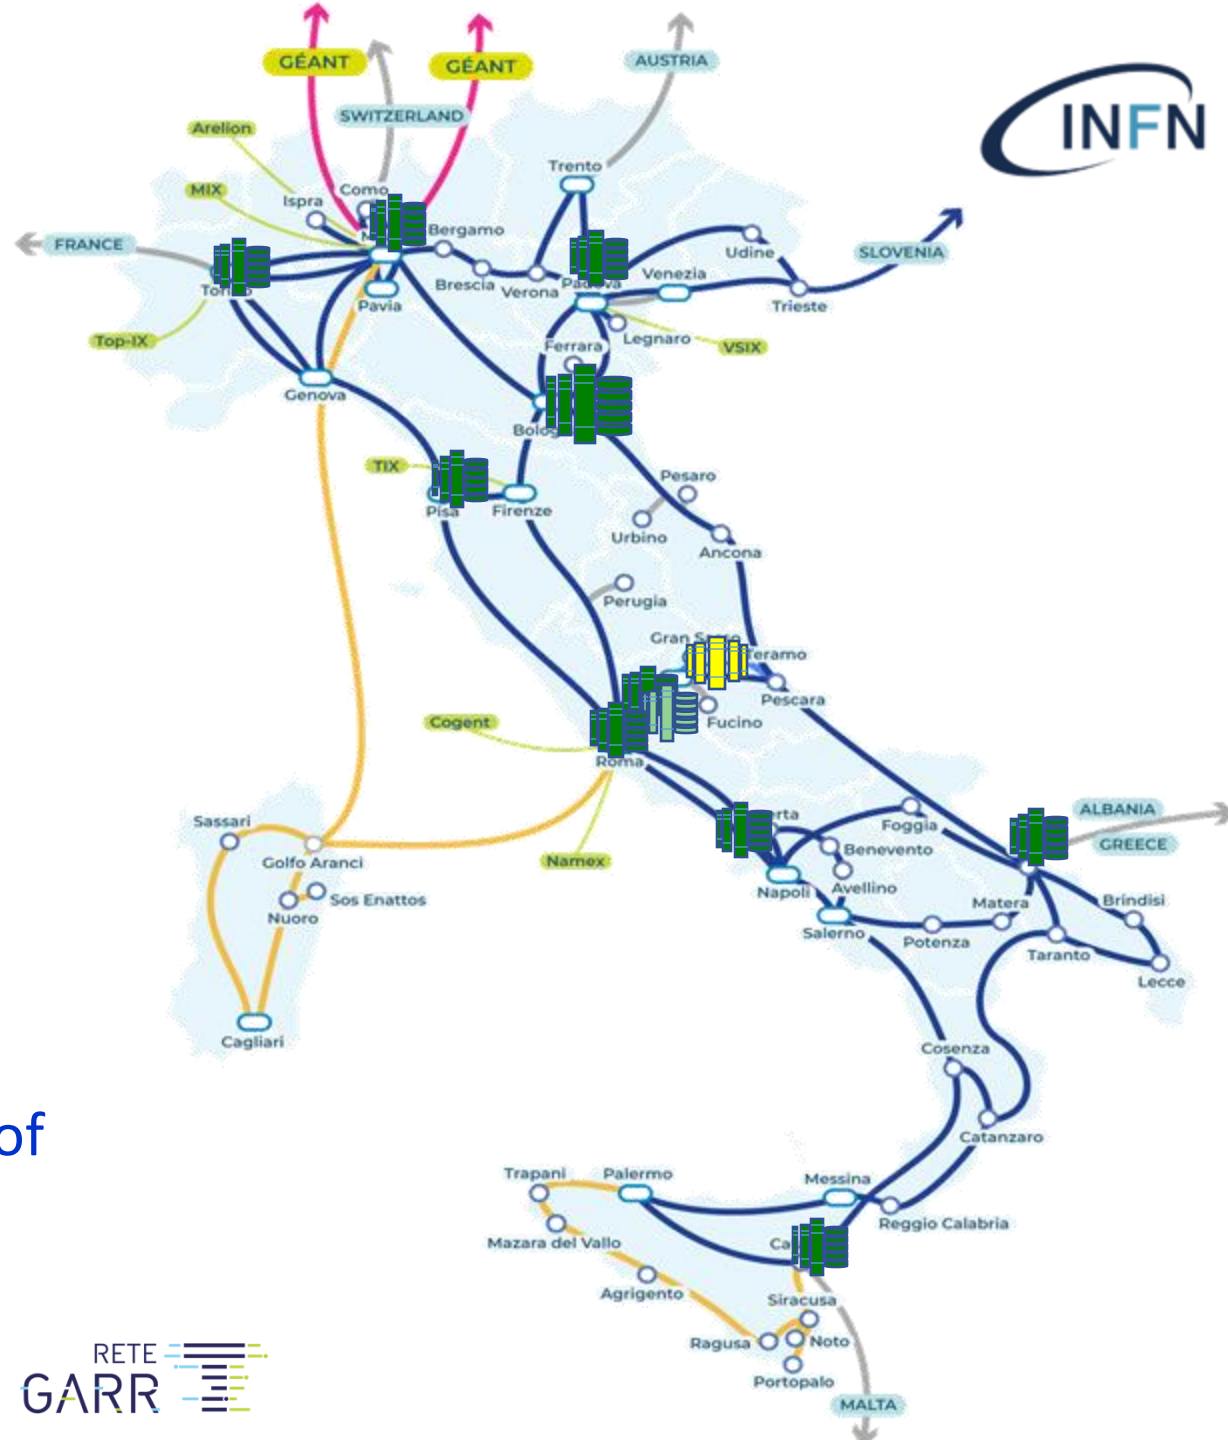 GÉANT
GÉANT
AUSTRIA
SWITZERLAND
INFN
Arelion
Trento
MIX
Como
Ispra
Bergamo
FRANCE
Udine
SLOVENIA
Venezia
Brescia
Verona
Pavia
Trieste
Top-IX
Legnaro
VSIX
Ferrara
Genova
TIX
Pesaro
Pisa
Firenze
Urbino
Ancona
Perugia
Gran
Pescara
Cogent
Fucino
Roma
Sassari
Foggia
ALBANIA
GREECE
Golfo Aranci
Namex
Benevento
Napoli
Avellino
Sos Enattos
Nuoro
Matera
Brindisi
Salerno
Potenza
Taranto
Lecce
Cagliari
Cosenza
of
Catanzaro
Trapani
Palermo
Messina
Reggio Calabria
Mazara del Vallo
Agrigento
Siracusa
Ragusa
Noto
Portopalo
RETE
GARR
MALTA